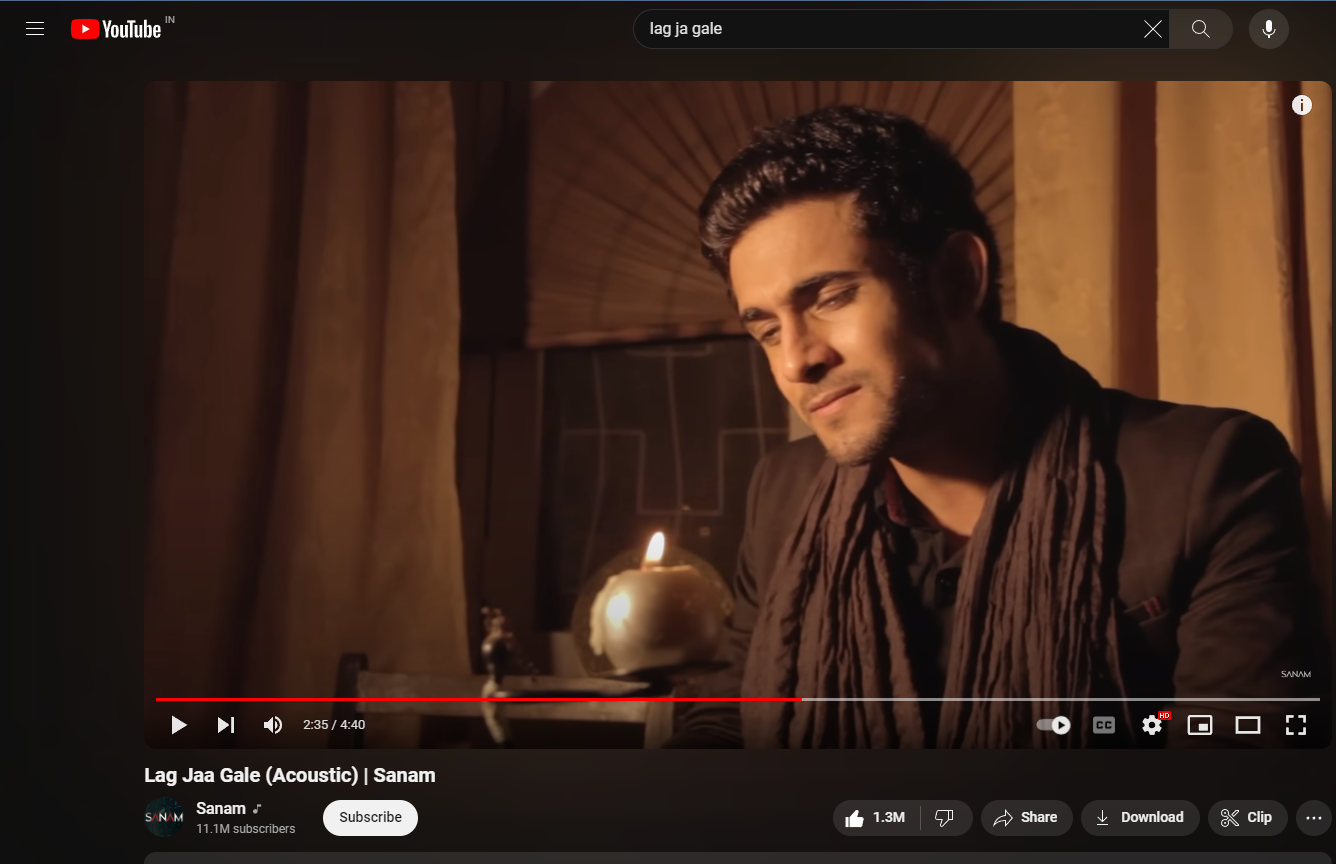 YouTube IN
lag ja gale
SANAM
2:35 / 4:40
CC
HD
Lag Jaa Gale (Acoustic) | Sanam
SANAM
Sanam
11.1M subscribers
Subscribe
1.3M
Share
Download
Clip